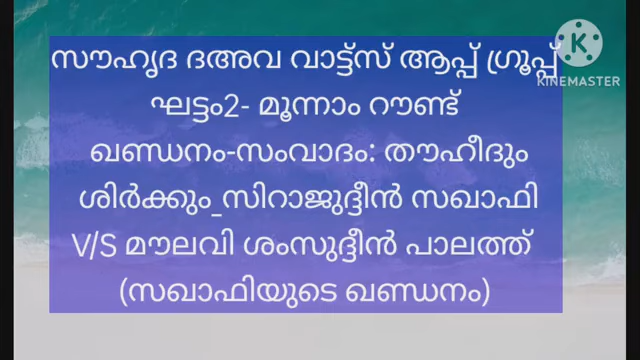 സൗഹൃദ ദഅവ വാട്ട്സ് ആപ്പ് ഗ്രൂപ്പ്
ഘട്ടം2- മൂന്നാം റൗണ്ട്
ഖണ്ഡനം-സംവാദം: തൗഹീദും
ശിർക്കും_സിറാജുദ്ദീൻ സഖാഫി
V/S മൗലവി ശംസുദ്ദീൻ പാലത്ത്
(സഖാഫിയുടെ ഖണ്ഡനം)
K
KINEMASTER